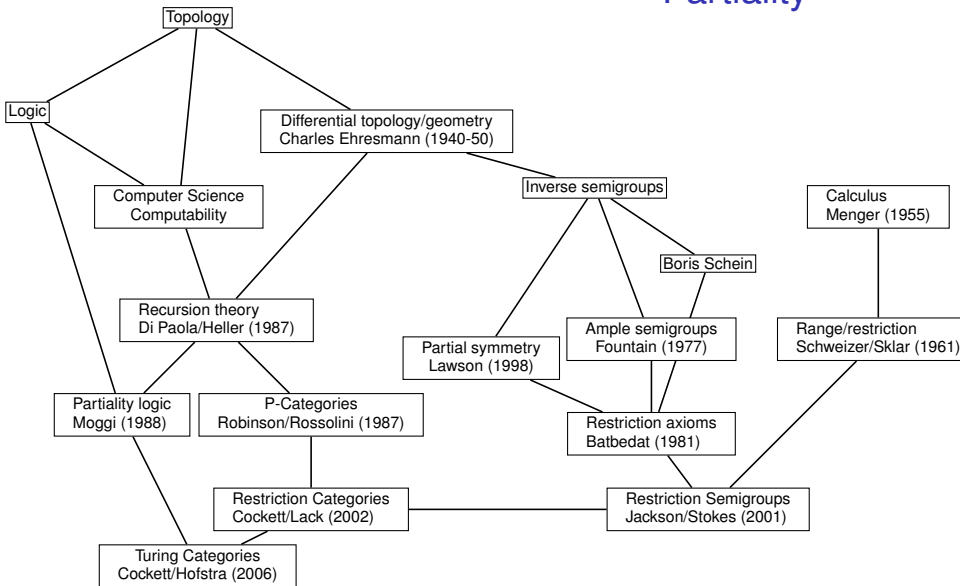 Partiality
Topology
Logic
Differential topology/geometry
Charles Ehresmann (1940-50)
Computer Science
Computability
Inverse semigroups
Calculus
Menger (1955)
Boris Schein
Recursion theory
Di Paola/Heller (1987)
Partial symmetry
Lawson (1998)
Ample semigroups
Fountain (1977)
Range/restriction
Schweizer/Sklar (1961)
Partiality logic
Moggi (1988)
P-Categories
Robinson/Rossolini (1987)
Restriction axioms
Batbedat (1981)
Restriction Categories
Cockett/Lack (2002)
Restriction Semigroups
Jackson/Stokes (2001)
Turing Categories
Cockett/Hofstra (2006)